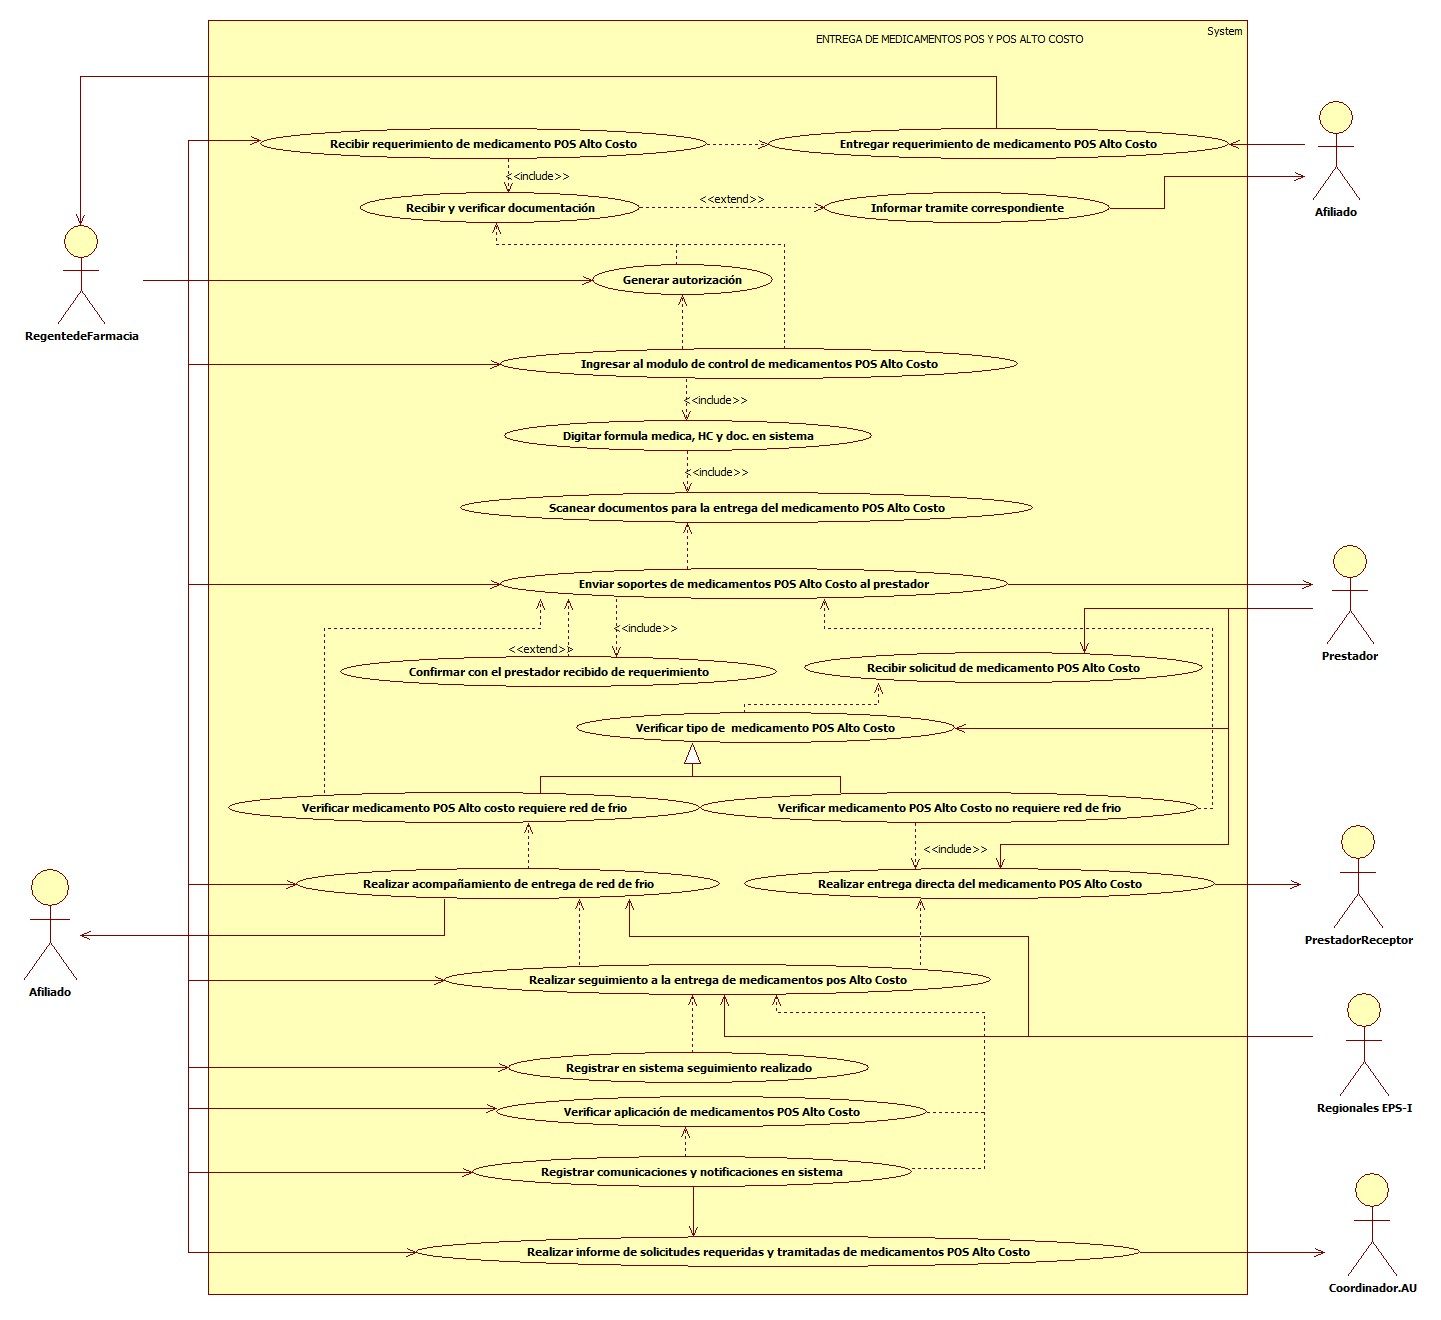 System
ENTREGA DE MEDICAMENTOS POS Y POS ALTO COSTO
Recibir requerimiento de medicamento POS Alto Costo
Entregar requerimiento de medicamento POS Alto Costo
<<include>>
Recibir y verificar documentación
<<extend>>
Informar tramite correspondiente
Afiliado
Generar autorización
RegentedeFarmacia
Ingresar al modulo de control de medicamentos POS Alto Costo
<<include>>
Digitar formula medica, HC y doc. en sistema
<<include>>
Scanear documentos para la entrega del medicamento POS Alto Costo
Enviar soportes de medicamentos POS Alto Costo al prestador
<<include>>
<<extend>>
Prestador
Confirmar con el prestador recibido de requerimiento
Recibir solicitud de medicamento POS Alto Costo
Verificar tipo de  medicamento POS Alto Costo
Verificar medicamento POS Alto costo requiere red de frio
Verificar medicamento POS Alto Costo no requiere red de frio
<<include>>
Realizar acompañamiento de entrega de red de frio
Realizar entrega directa del medicamento POS Alto Costo
PrestadorReceptor
Afiliado
Realizar seguimiento a la entrega de medicamentos pos Alto Costo
Registrar en sistema seguimiento realizado
Verificar aplicación de medicamentos POS Alto Costo
Regionales EPS-I
Registrar comunicaciones y notificaciones en sistema
Realizar informe de solicitudes requeridas y tramitadas de medicamentos POS Alto Costo
Coordinador.AU